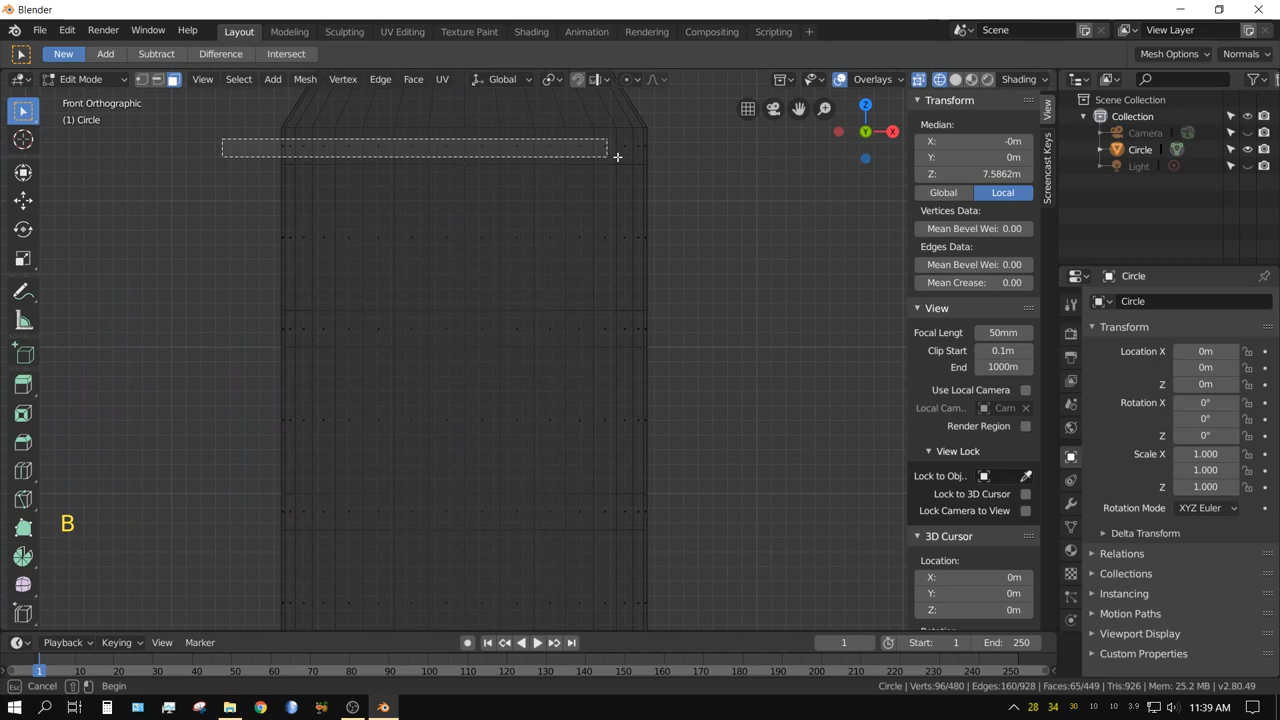 Blender
File Edit Render Window Help
Layout Modeling Sculpting UV Editing Texture Paint Shading Animation Rendering Compositing Scripting +
Scene
View Layer
New Add Subtract Difference Intersect
Mesh Options
Normals
Edit Mode
View Select Add Mesh Vertex Edge Face UV
Global
Overlays
Shading
Front Orthographic
(1) Circle
Z
Y
X
B
Transform
Median:
X: -0m
Y: 0m
Z: 7.5862m
Global Local
Vertices Data:
Mean Bevel Wei: 0.00
Edges Data:
Mean Bevel Wei: 0.00
Mean Crease: 0.00
View
Focal Lengt 50mm
Clip Start 0.1m
End 1000m
Use Local Camera
Local Cam.. Cam
Render Region
View Lock
Lock to Obj..
Lock to 3D Cursor
Lock Camera to View
3D Cursor
Location:
X: 0m
Y: 0m
Z: 0m
View
Screencast Keys
Scene Collection
Collection
Camera
Circle
Light
Circle
Circle
Transform
Location X 0m
0m
Z 0m
Rotation X 0°
0°
Z 0°
Scale X 1.000
1.000
Z 1.000
Rotation Mode XYZ Euler
Delta Transform
Relations
Collections
Instancing
Motion Paths
Viewport Display
Custom Properties
Playback Keying View Marker
1
Start: 1
End: 250
1 10 20 30 40 50 60 70 80 90 100 110 120 130 140 150 160 170 180 190 200 210 220 230 240 250
Esc Cancel Begin
Circle | Verts:96/480 | Edges:160/928 | Faces:65/449 | Tris:926 | Mem: 25.2 MB | v2.80.49
28 34 10 10 3.9 11:39 AM